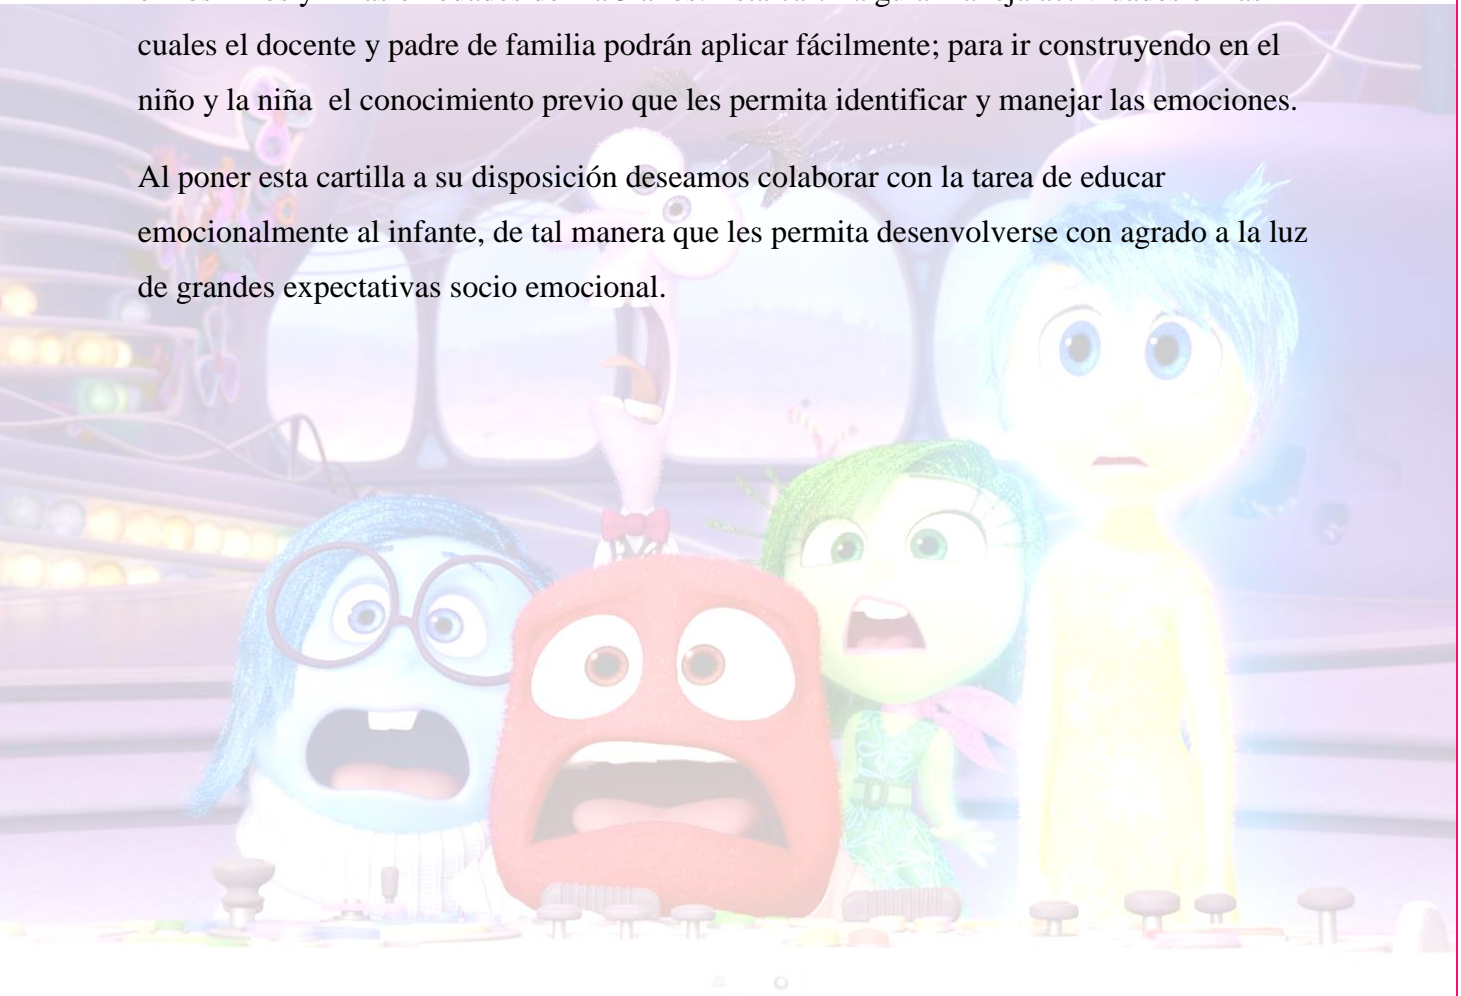 cuales el docente y padre de familia podrán aplicar fácilmente; para ir construyendo en el
niño y la niña el conocimiento previo que les permita identificar y manejar las emociones.
Al poner esta cartilla a su disposición deseamos colaborar con la tarea de educar
emocionalmente al infante, de tal manera que les permita desenvolverse con agrado a la luz
de grandes expectativas socio emocional.